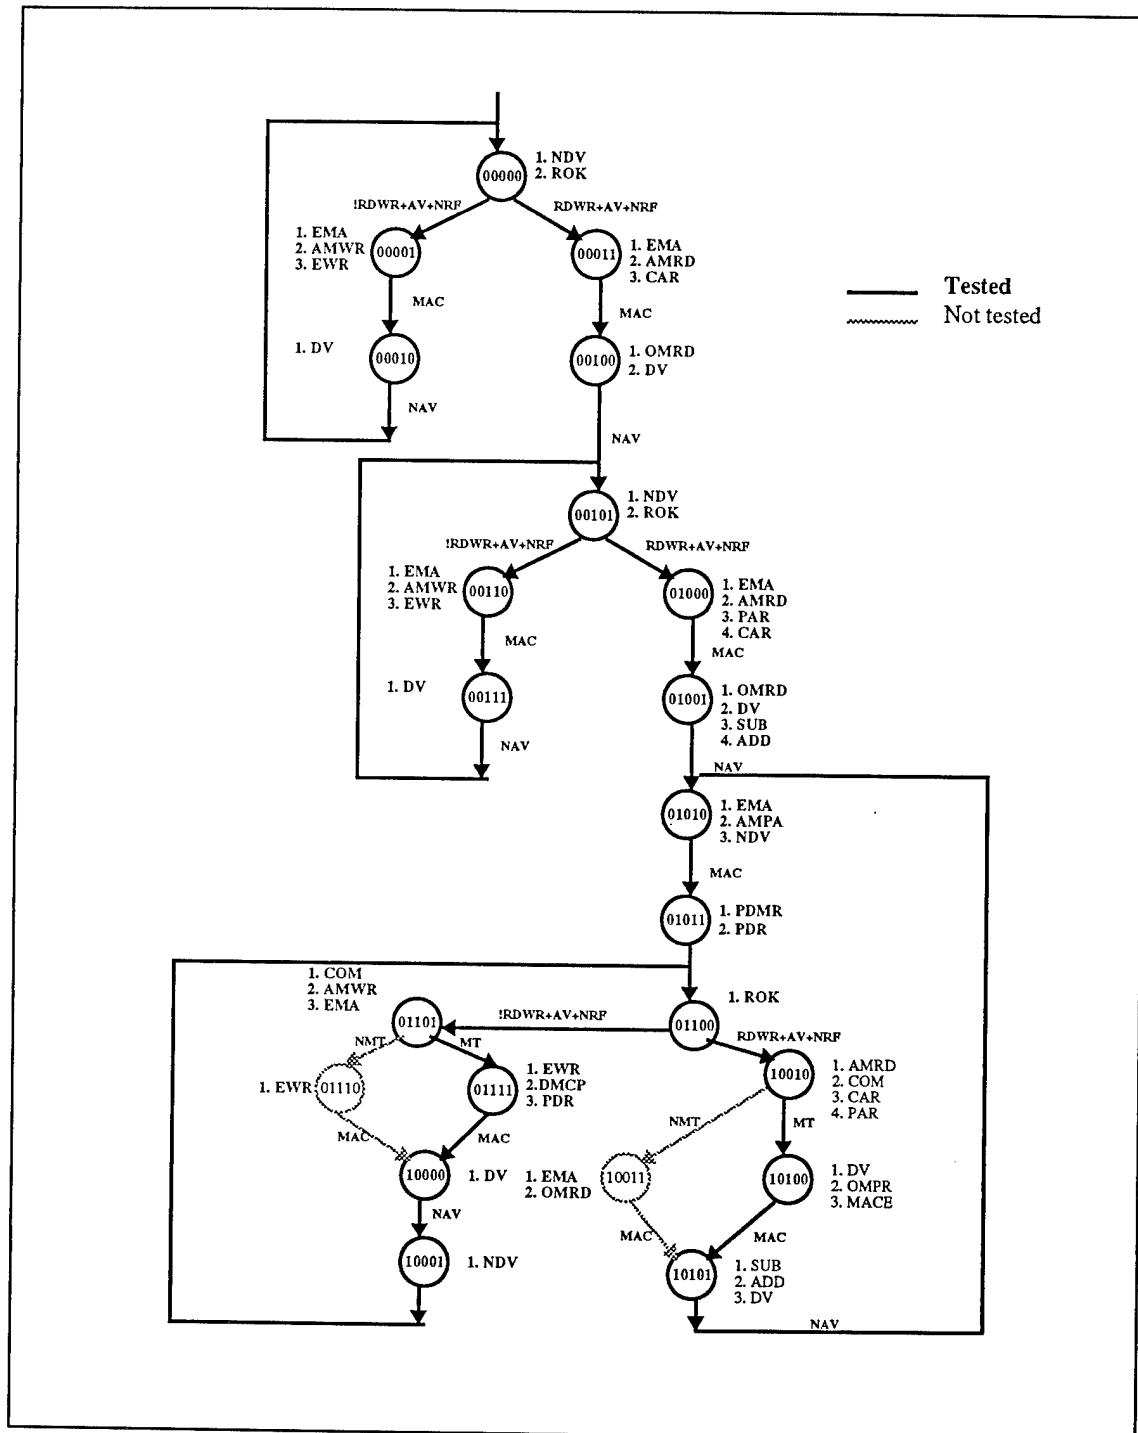 1. NDV
2. ROK
00000
!RDWR+AV+NRF
RDWR+AV+NRF
1. EMA
2. AMWR
3. EWR
00001
00011
1. EMA
2. AMRD
3. CAR
MAC
MAC
Tested
Not tested
1. DV
00010
00100
1. OMRD
2. DV
NAV
NAV
1. NDV
2. ROK
00101
!RDWR+AV+NRF
RDWR+AV+NRF
1. EMA
2. AMWR
3. EWR
00110
01000
1. EMA
2. AMRD
3. PAR
4. CAR
MAC
MAC
1. DV
00111
01001
1. OMRD
2. DV
3. SUB
4. ADD
NAV
NAV
01010
1. EMA
2. AMPA
3. NDV
MAC
01011
1. PDMR
2. PDR
1. COM
2. AMWR
3. EMA
01101
!RDWR+AV+NRF
01100
1. ROK
RDWR+AV+NRF
NMT
MT
1. EWR
01110
01111
1. EWR
2.DMCP
3. PDR
10010
1. AMRD
2. COM
3. CAR
4. PAR
NMT
MT
MAC
MAC
10000
1. DV
1. EMA
2. OMRD
10011
10100
1. DV
2. OMPR
3. MACE
NAV
MAC
MAC
10001
1. NDV
10101
1. SUB
2. ADD
3. DV
NAV